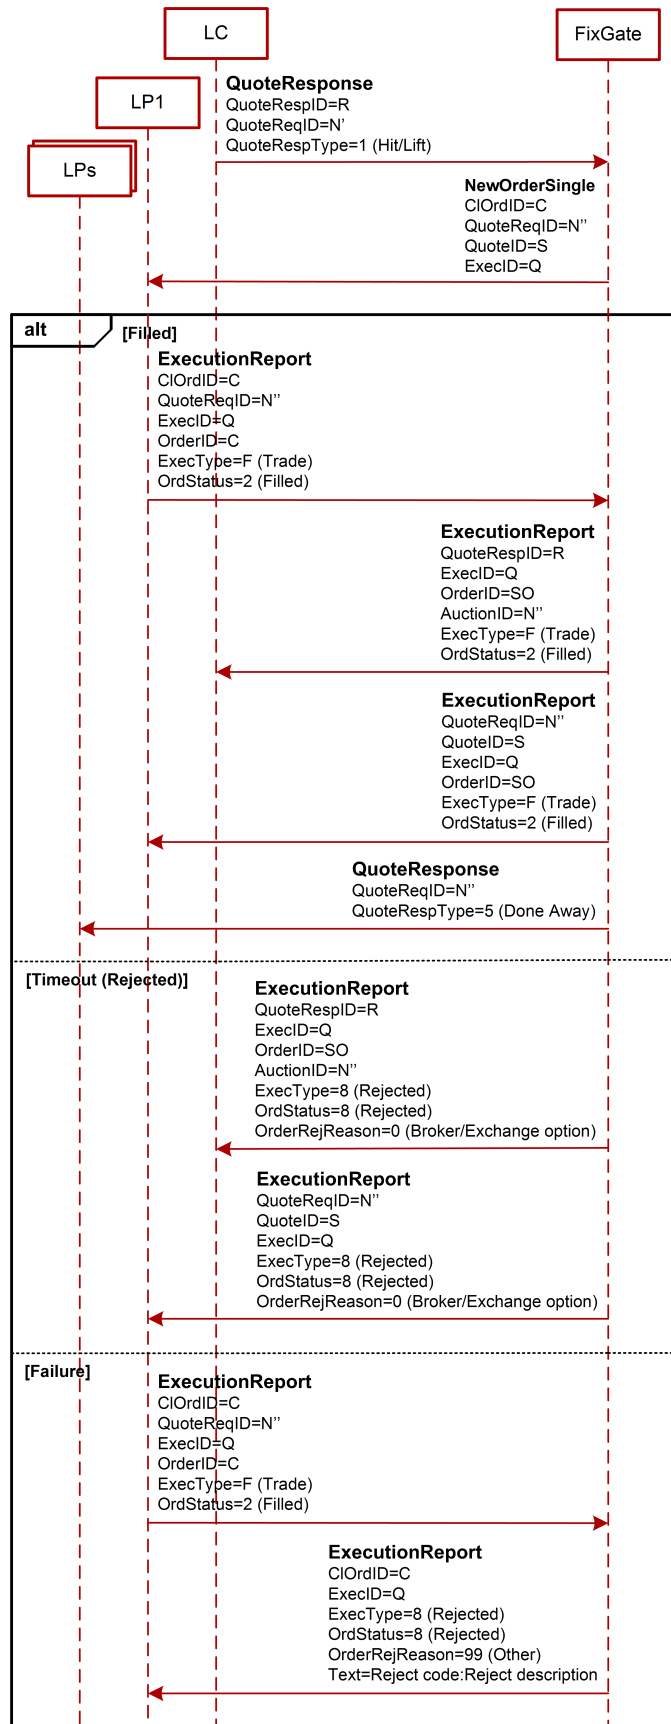 LC
FixGate
LP1
LPs
QuoteResponse
QuoteRespID=R
QuoteReqID=N'
QuoteRespType=1 (Hit/Lift)
NewOrderSingle
ClOrdID=C
QuoteReqID=N''
QuoteID=S
ExecID=Q
alt
[Filled]
ExecutionReport
ClOrdID=C
QuoteReqID=N''
ExecID=Q
OrderID=C
ExecType=F (Trade)
OrdStatus=2 (Filled)
ExecutionReport
QuoteRespID=R
ExecID=Q
OrderID=SO
AuctionID=N''
ExecType=F (Trade)
OrdStatus=2 (Filled)
ExecutionReport
QuoteReqID=N''
QuoteID=S
ExecID=Q
OrderID=SO
ExecType=F (Trade)
OrdStatus=2 (Filled)
QuoteResponse
QuoteReqID=N''
QuoteRespType=5 (Done Away)
[Timeout (Rejected)]
ExecutionReport
QuoteRespID=R
ExecID=Q
OrderID=SO
AuctionID=N''
ExecType=8 (Rejected)
OrdStatus=8 (Rejected)
OrderRejReason=0 (Broker/Exchange option)
ExecutionReport
QuoteReqID=N''
QuoteID=S
ExecID=Q
ExecType=8 (Rejected)
OrdStatus=8 (Rejected)
OrderRejReason=0 (Broker/Exchange option)
[Failure]
ExecutionReport
ClOrdID=C
QuoteReqID=N''
ExecID=Q
OrderID=C
ExecType=F (Trade)
OrdStatus=2 (Filled)
ExecutionReport
ClOrdID=C
ExecID=Q
ExecType=8 (Rejected)
OrdStatus=8 (Rejected)
OrderRejReason=99 (Other)
Text=Reject code:Reject description